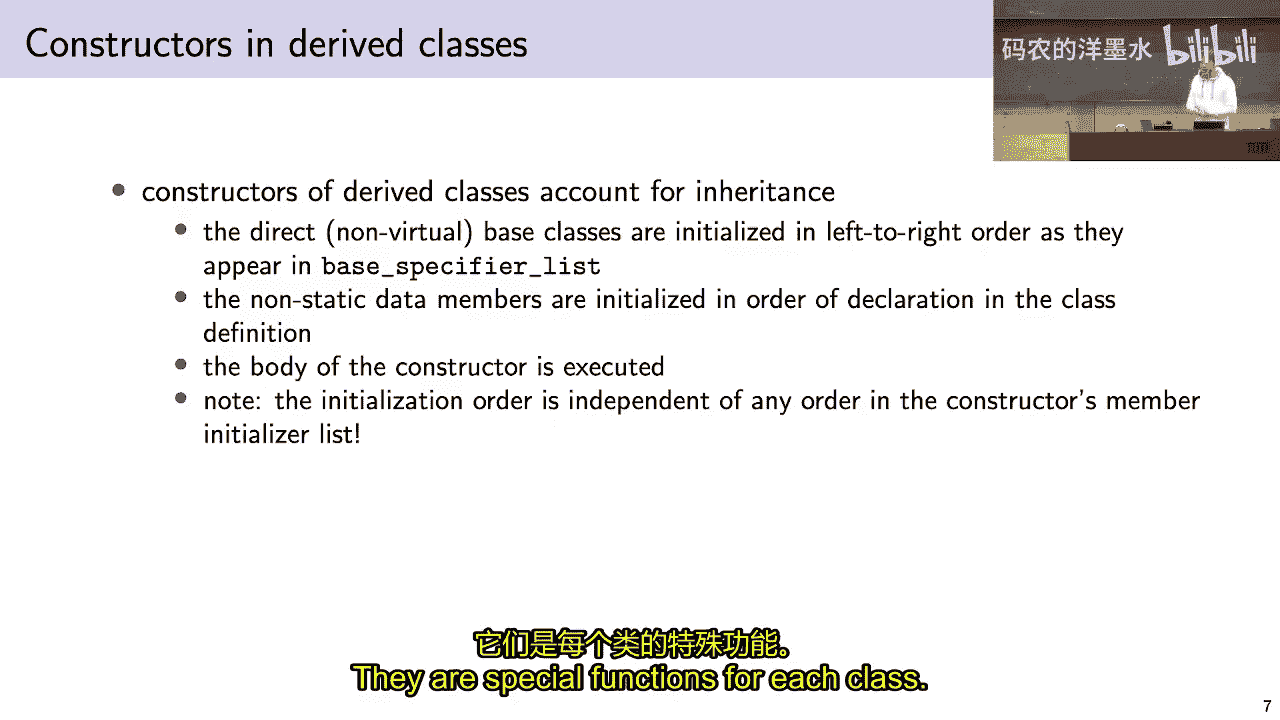 Constructors in derived classes
码农的洋墨水 bilibili
• constructors of derived classes account for inheritance
• the direct (non-virtual) base classes are initialized in left-to-right order as they
appear in base_specifier_list
• the non-static data members are initialized in order of declaration in the class
definition
• the body of the constructor is executed
• note: the initialization order is independent of any order in the constructor's member
initializer list!
它们是每个类的特殊功能。
They are special functions for each class.
7